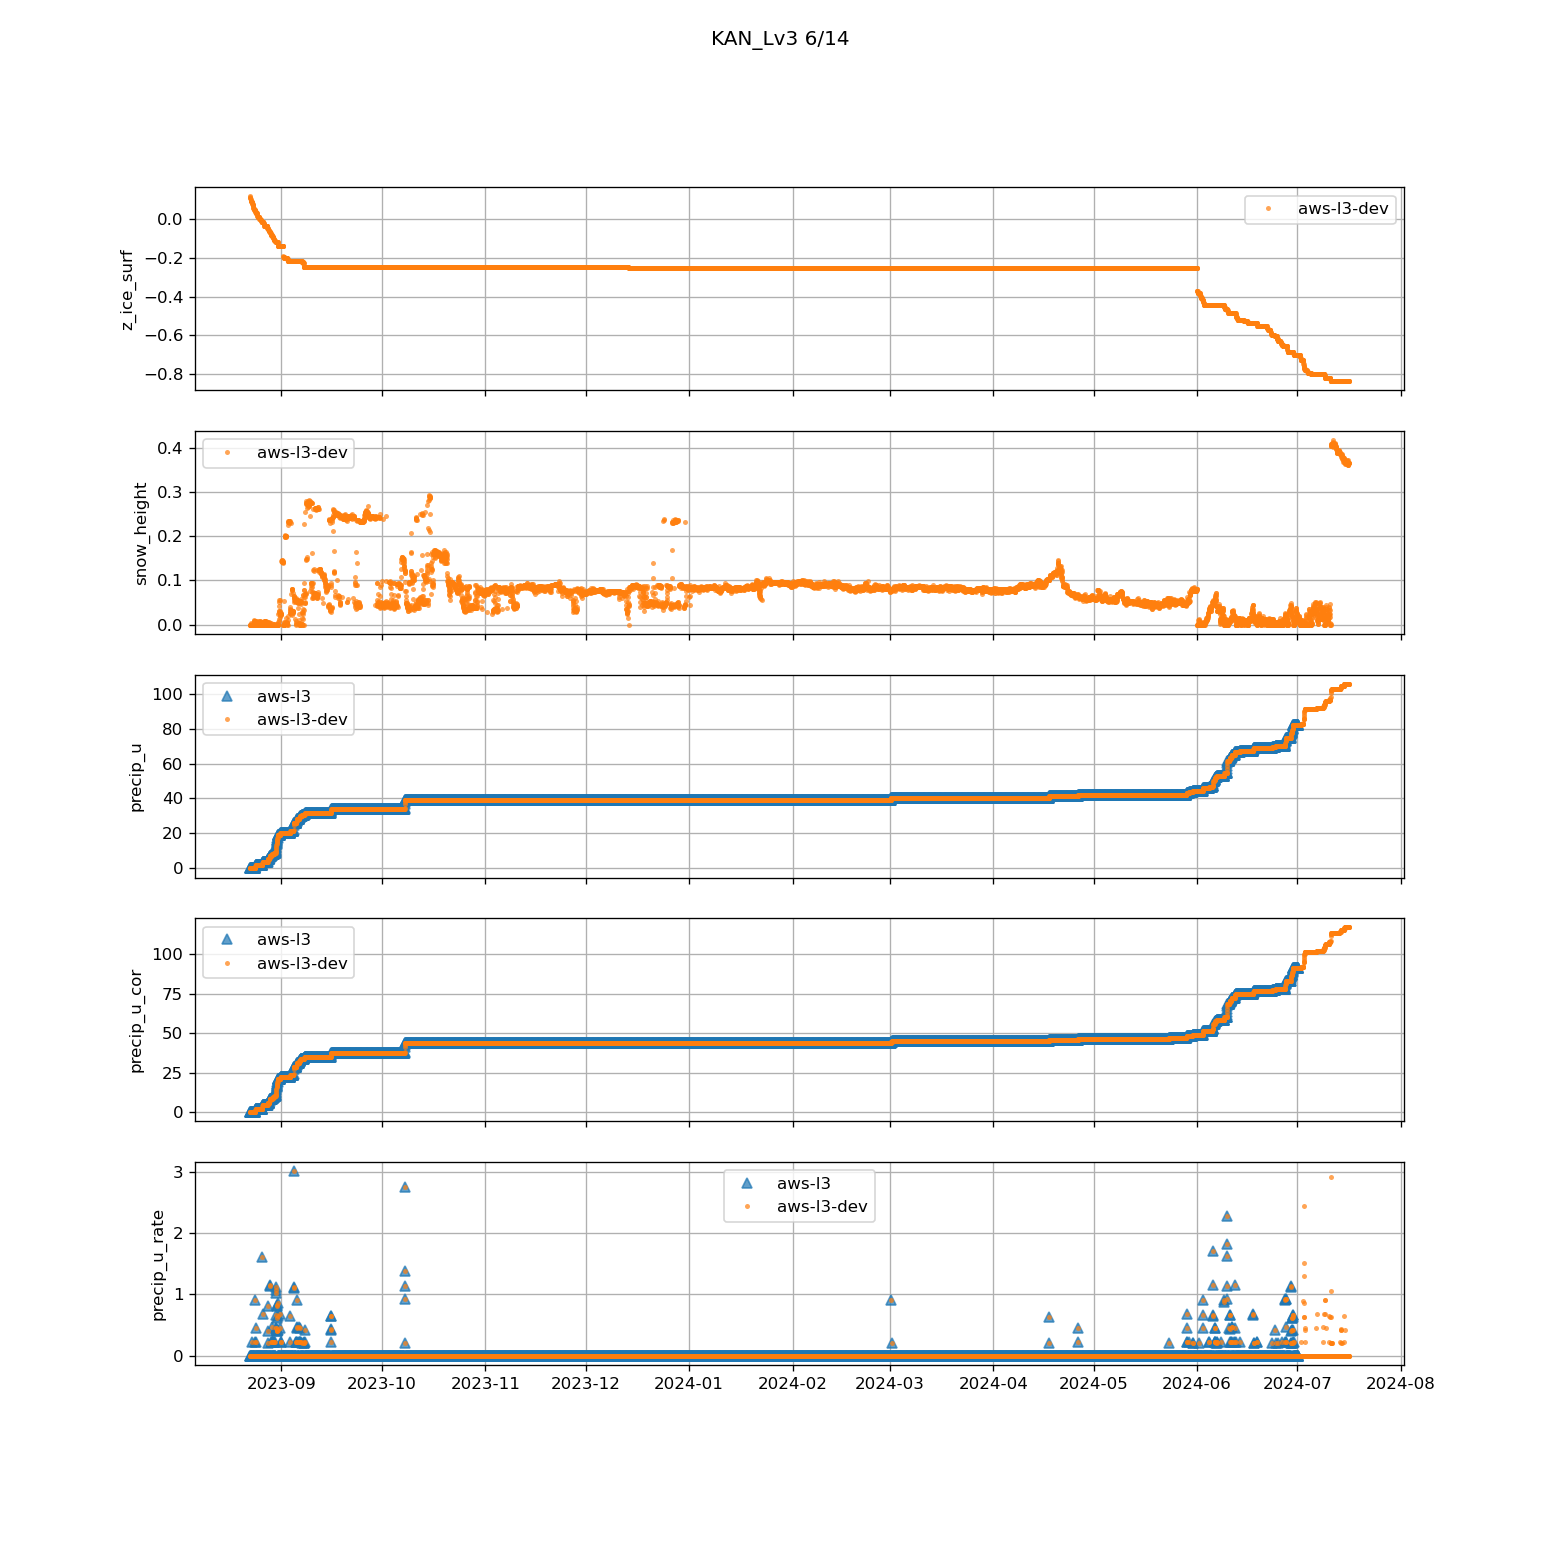 KAN_Lv3 6/14
z_ice_surf
0.0
−0.2
−0.4
−0.6
−0.8
aws-l3-dev
snow_height
0.4
0.3
0.2
0.1
0.0
aws-l3-dev
precip_u
100
80
60
40
20
0
aws-l3
aws-l3-dev
precip_u_cor
100
75
50
25
0
aws-l3
aws-l3-dev
precip_u_rate
3
2
1
0
aws-l3
aws-l3-dev
2023-09 2023-10 2023-11 2023-12 2024-01 2024-02 2024-03 2024-04 2024-05 2024-06 2024-07 2024-08